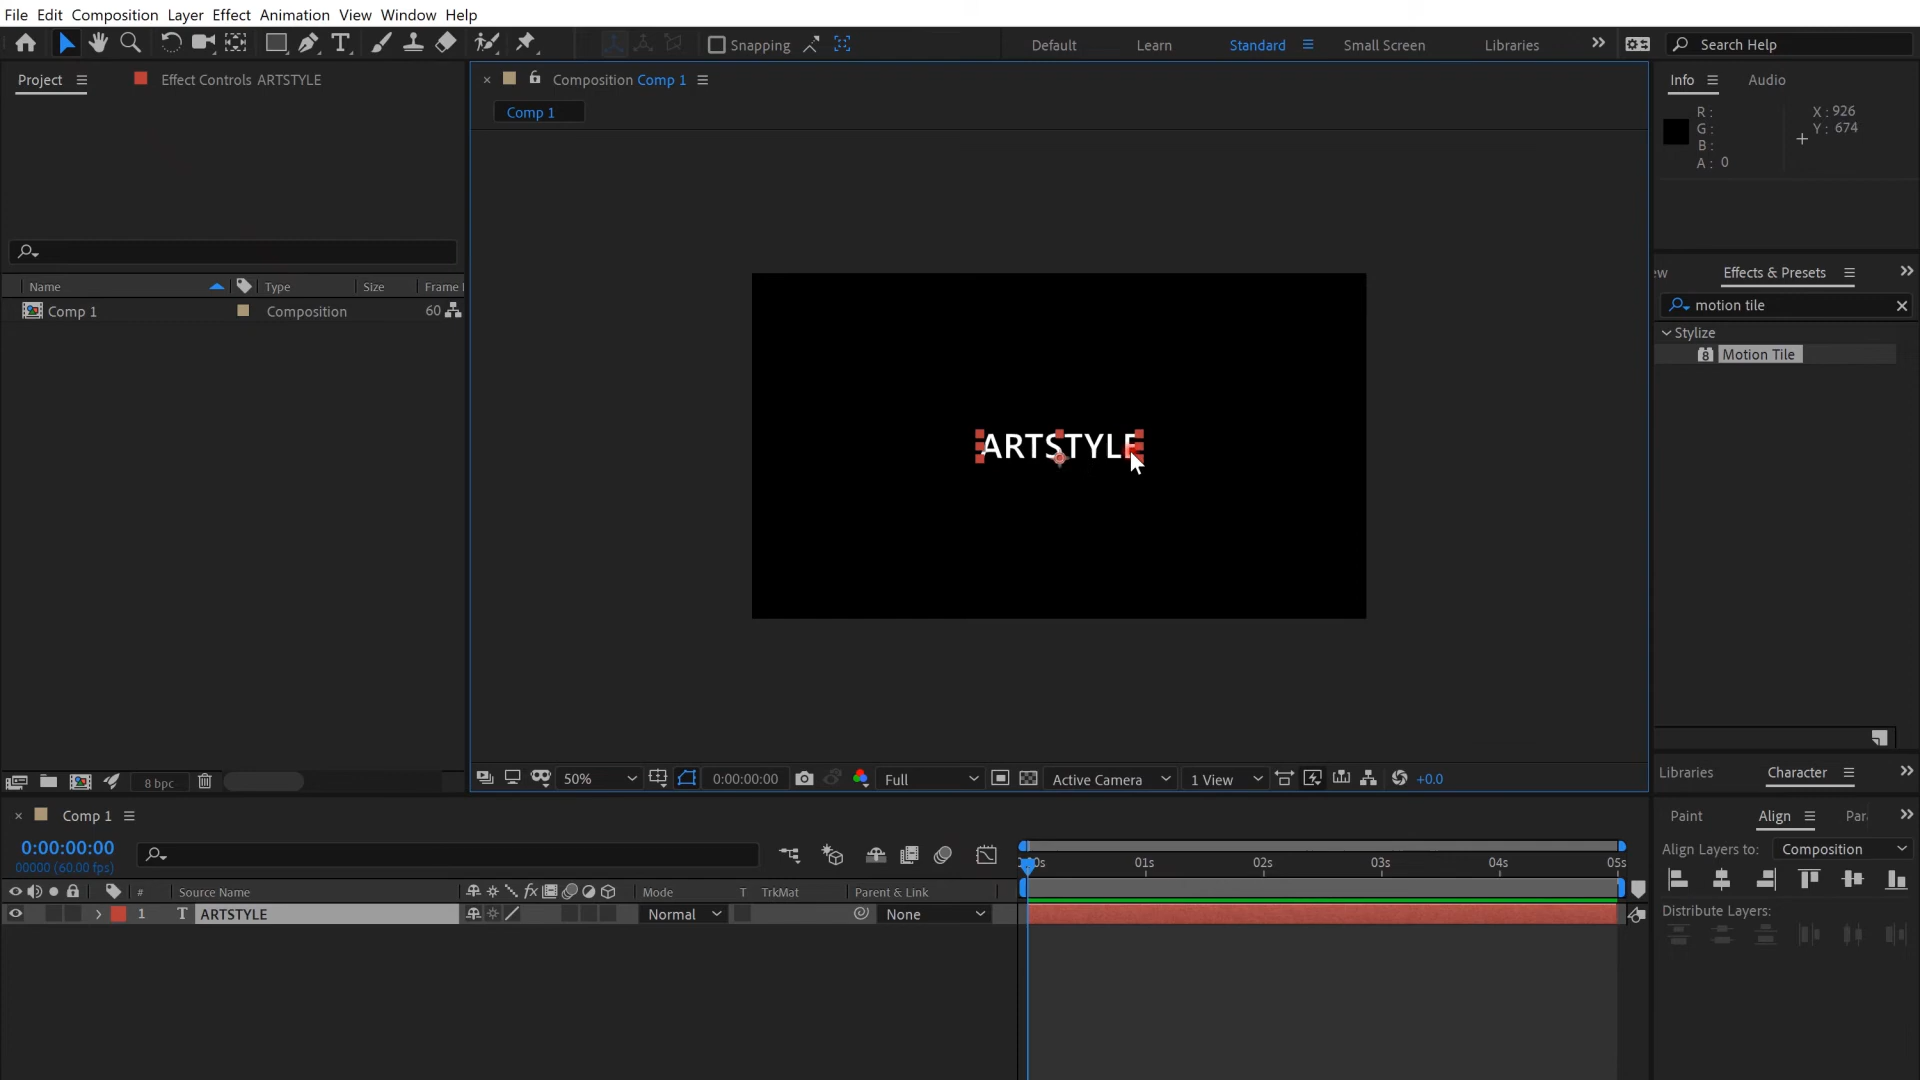 File Edit Composition Layer Effect Animation View Window Help
Snapping
Default Learn Standard Small Screen Libraries
Search Help
Project
Effect Controls ARTSTYLE
Composition Comp 1
Comp 1
Info Audio
R :
G :
B :
A : 0
X : 926
Y : 674
Name Type Size Frame
Comp 1 Composition 60
ARTSTYLE
Effects & Presets
motion tile
Stylize
8 Motion Tile
8 bpc
50% 0:00:00:00 Full Active Camera 1 View +0.0
Libraries Character
Comp 1
0:00:00:00
00000 (60.00 fps)
# Source Name fx Mode T TrkMat Parent & Link
1 T ARTSTYLE Normal None
01s 02s 03s 04s 05s
Paint Align
Align Layers to: Composition
Distribute Layers: